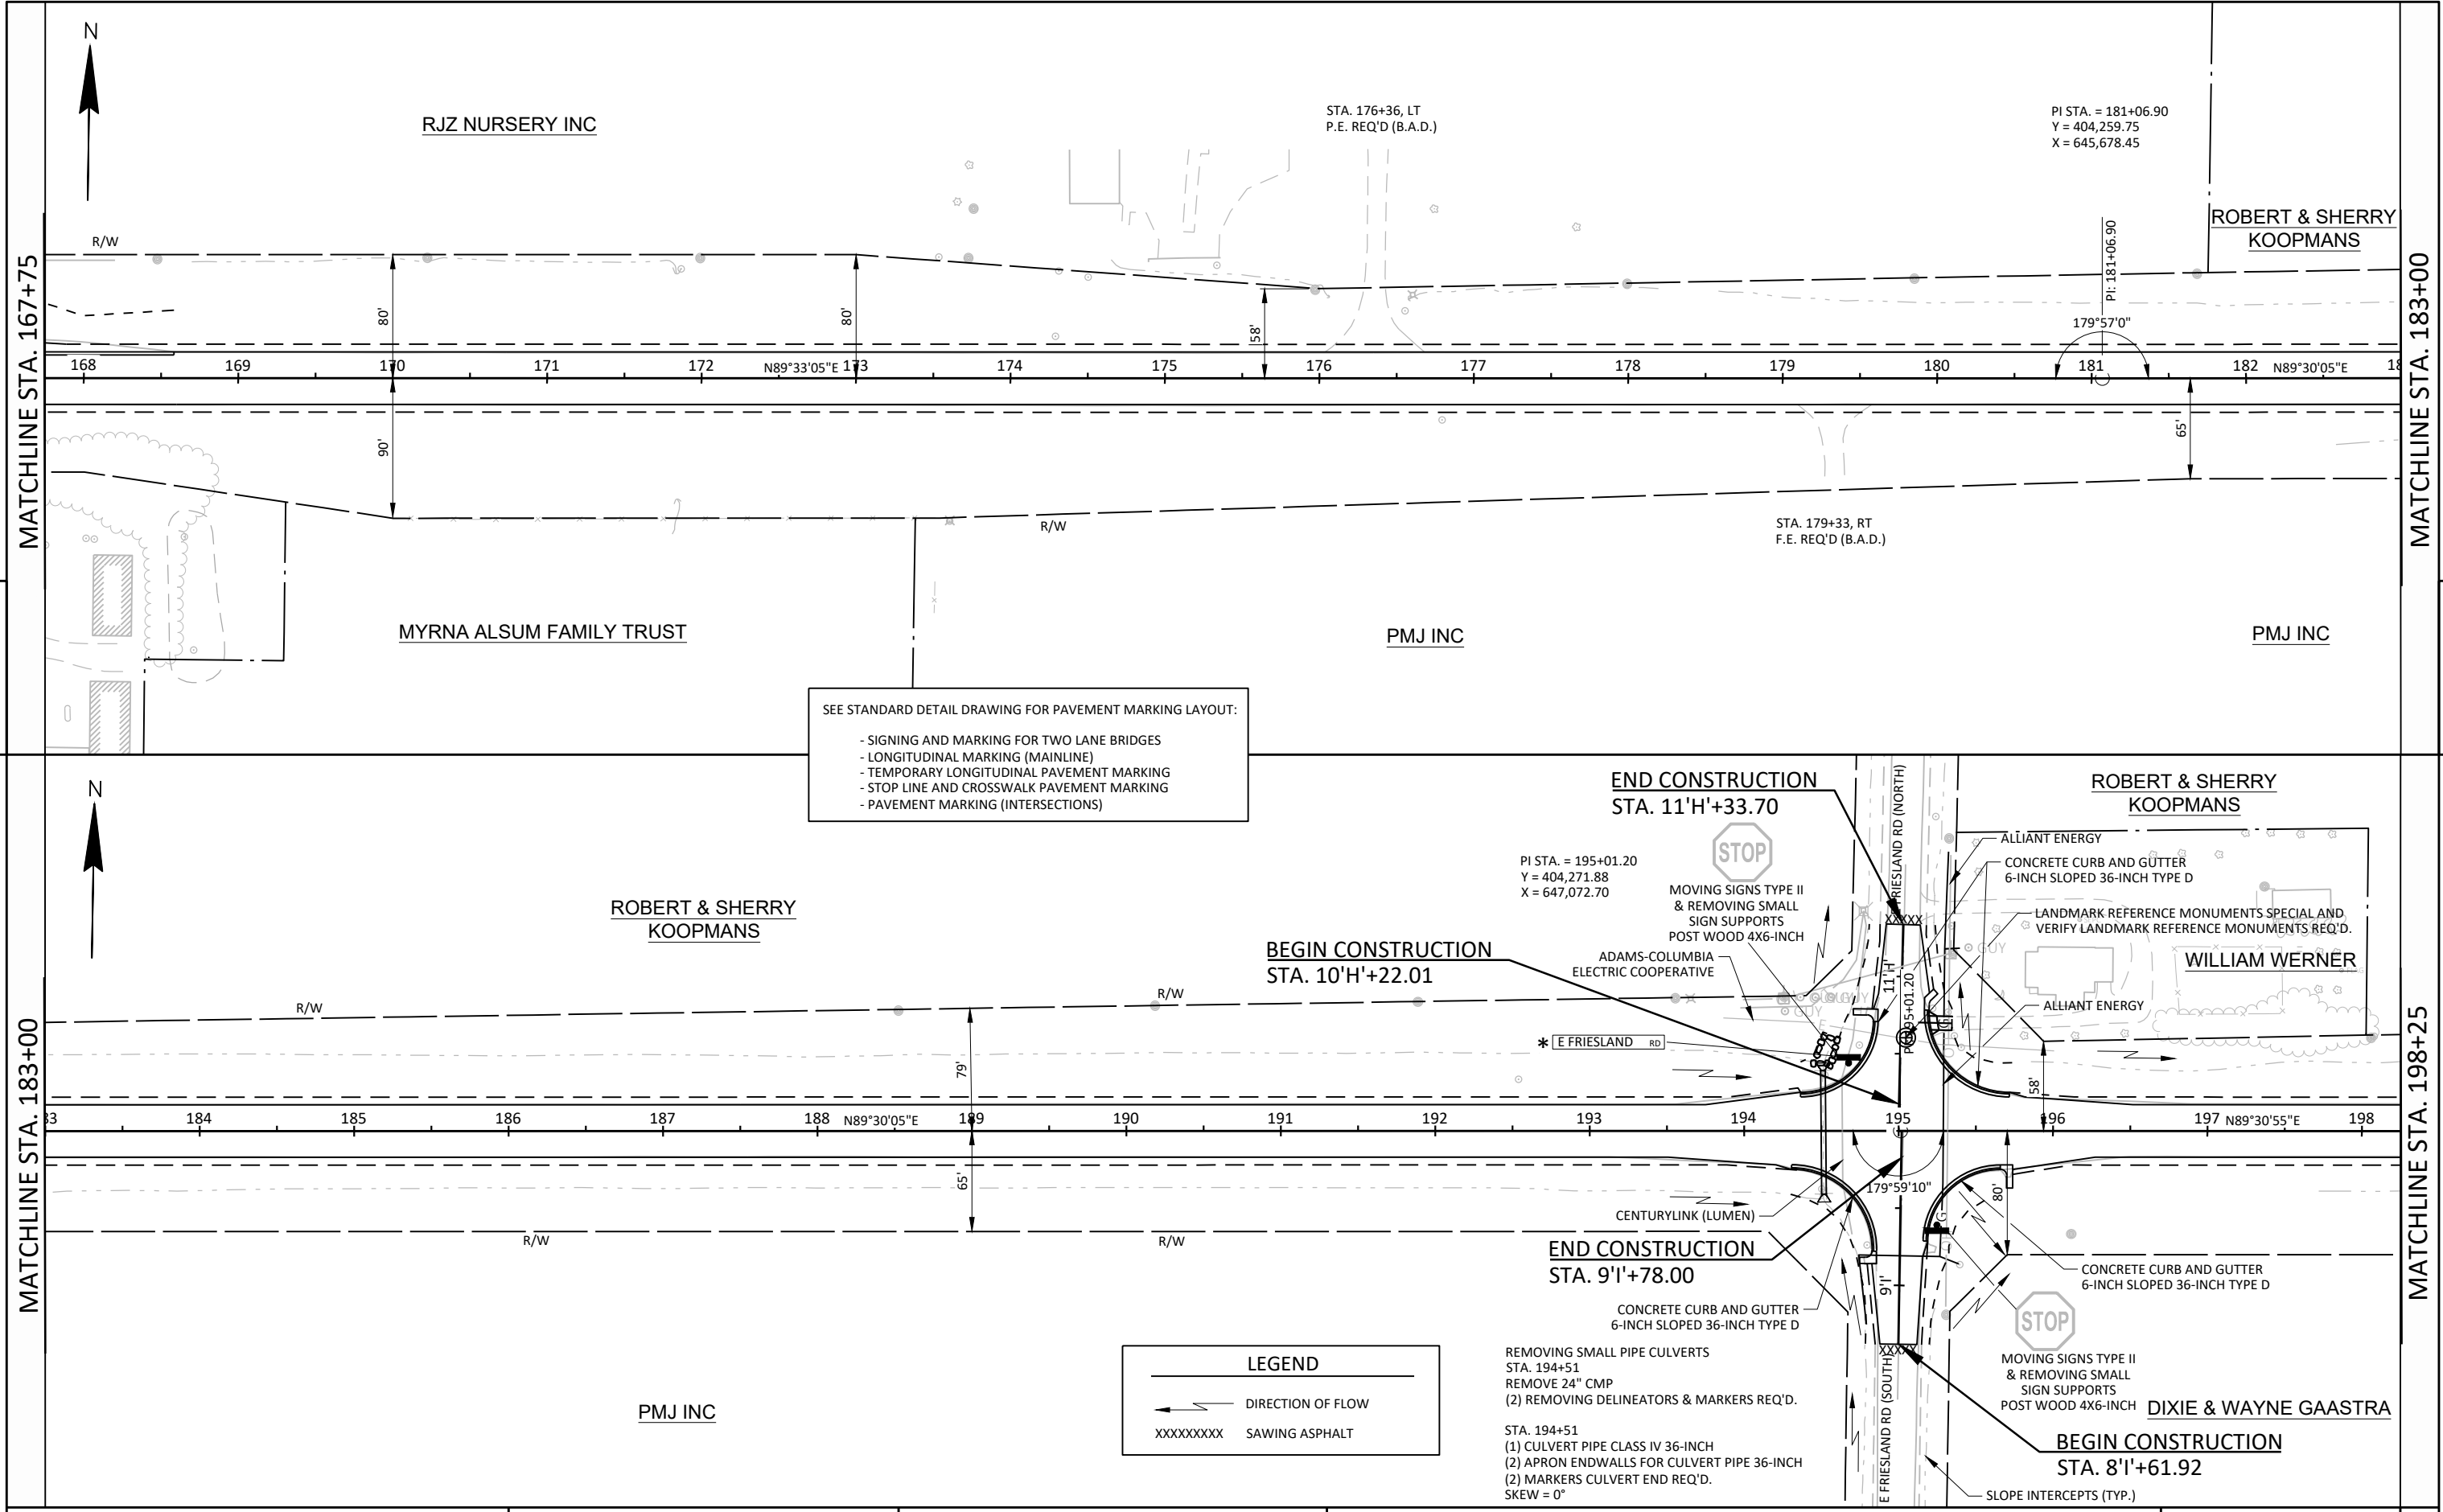 N
RJZ NURSERY INC
STA. 176+36, LT
P.E. REQ'D (B.A.D.)
PI STA. = 181+06.90
Y = 404,259.75
X = 645,678.45
ROBERT & SHERRY
KOOPMANS
R/W
MATCHLINE STA. 167+75
80'
80'
58'
PI: 181+06.90
179°57'0"
168
169
170
171
172
N89°33'05"E
173
174
175
176
177
178
179
180
181
182
N89°30'05"E
18
MATCHLINE STA. 183+00
90'
65'
R/W
STA. 179+33, RT
F.E. REQ'D (B.A.D.)
MYRNA ALSUM FAMILY TRUST
PMJ INC
PMJ INC
SEE STANDARD DETAIL DRAWING FOR PAVEMENT MARKING LAYOUT:
- SIGNING AND MARKING FOR TWO LANE BRIDGES
- LONGITUDINAL MARKING (MAINLINE)
- TEMPORARY LONGITUDINAL PAVEMENT MARKING
- STOP LINE AND CROSSWALK PAVEMENT MARKING
- PAVEMENT MARKING (INTERSECTIONS)
N
END CONSTRUCTION
STA. 11'H'+33.70
FRIESLAND RD (NORTH)
ROBERT & SHERRY
KOOPMANS
ALLIANT ENERGY
CONCRETE CURB AND GUTTER
6-INCH SLOPED 36-INCH TYPE D
STOP
PI STA. = 195+01.20
Y = 404,271.88
X = 647,072.70
MOVING SIGNS TYPE II
& REMOVING SMALL
SIGN SUPPORTS
POST WOOD 4X6-INCH
ROBERT & SHERRY
KOOPMANS
LANDMARK REFERENCE MONUMENTS SPECIAL AND
VERIFY LANDMARK REFERENCE MONUMENTS REQ'D.
BEGIN CONSTRUCTION
STA. 10'H'+22.01
ADAMS-COLUMBIA
ELECTRIC COOPERATIVE
GUY
WILLIAM WERNER
11'H'
95+01.20
R/W
R/W
GUY
ALLIANT ENERGY
* E FRIESLAND RD
MATCHLINE STA. 183+00
79'
58'
33
184
185
186
187
188
N89°30'05"E
189
190
191
192
193
194
195
196
197
N89°30'55"E
198
MATCHLINE STA. 198+25
65'
179°59'10"
80'
CENTURYLINK (LUMEN)
R/W
R/W
END CONSTRUCTION
STA. 9'I'+78.00
9'I'
CONCRETE CURB AND GUTTER
6-INCH SLOPED 36-INCH TYPE D
CONCRETE CURB AND GUTTER
6-INCH SLOPED 36-INCH TYPE D
STOP
MOVING SIGNS TYPE II
& REMOVING SMALL
SIGN SUPPORTS
POST WOOD 4X6-INCH
DIXIE & WAYNE GAASTRA
LEGEND
DIRECTION OF FLOW
XXXXXXXXX SAWING ASPHALT
REMOVING SMALL PIPE CULVERTS
STA. 194+51
REMOVE 24" CMP
(2) REMOVING DELINEATORS & MARKERS REQ'D.
STA. 194+51
(1) CULVERT PIPE CLASS IV 36-INCH
(2) APRON ENDWALLS FOR CULVERT PIPE 36-INCH
(2) MARKERS CULVERT END REQ'D.
SKEW = 0°
PMJ INC
E FRIESLAND RD (SOUTH)
BEGIN CONSTRUCTION
STA. 8'I'+61.92
SLOPE INTERCEPTS (TYP.)